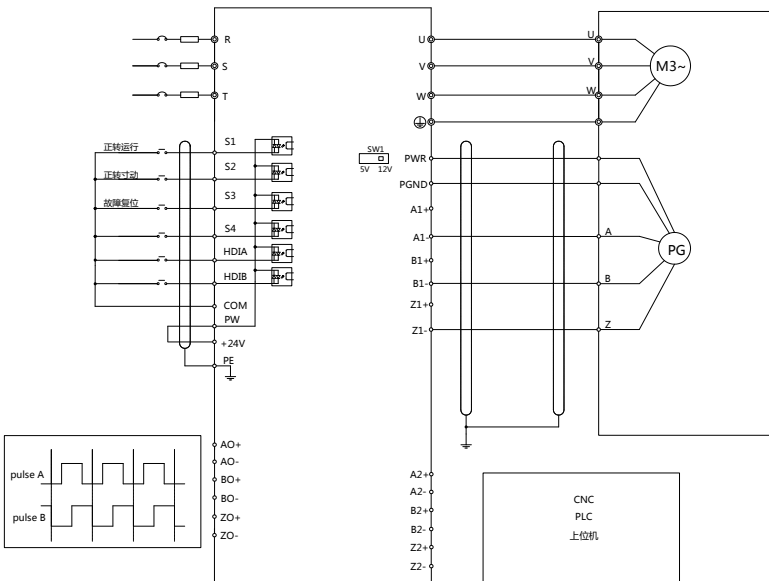 R
S
T
正转运行
正转寸动
故障复位
S1
S2
S3
S4
HDIA
HDIB
COM
PW
+24V
PE
SW1
5V 12V
U
V
W
PWR
PGND
A1+
A1-
B1+
B1-
Z1+
Z1-
U
V
W
M3~
A
B
Z
PG
pulse A
pulse B
AO+
AO-
BO+
BO-
ZO+
ZO-
A2+
A2-
B2+
B2-
Z2+
Z2-
CNC
PLC
上位机